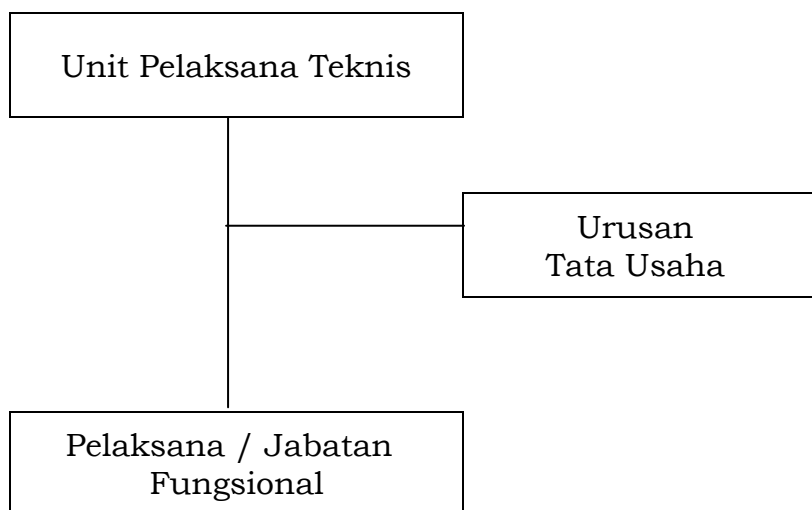 Unit Pelaksana Teknis
Urusan
Tata Usaha
Pelaksana / Jabatan
Fungsional